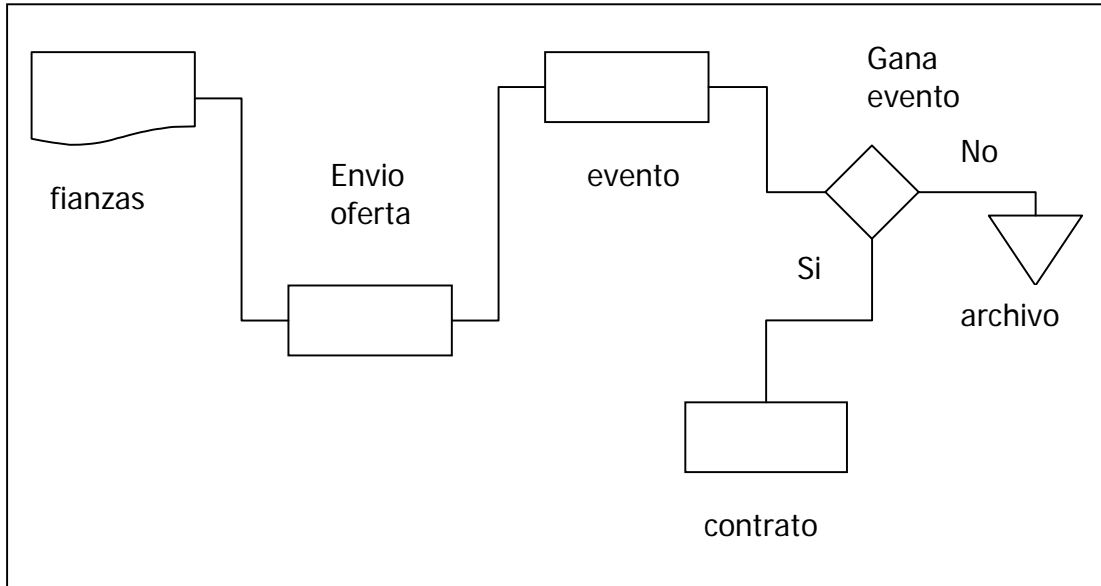 fianzas
Envio
oferta
evento
Gana
evento
No
Si
archivo
contrato